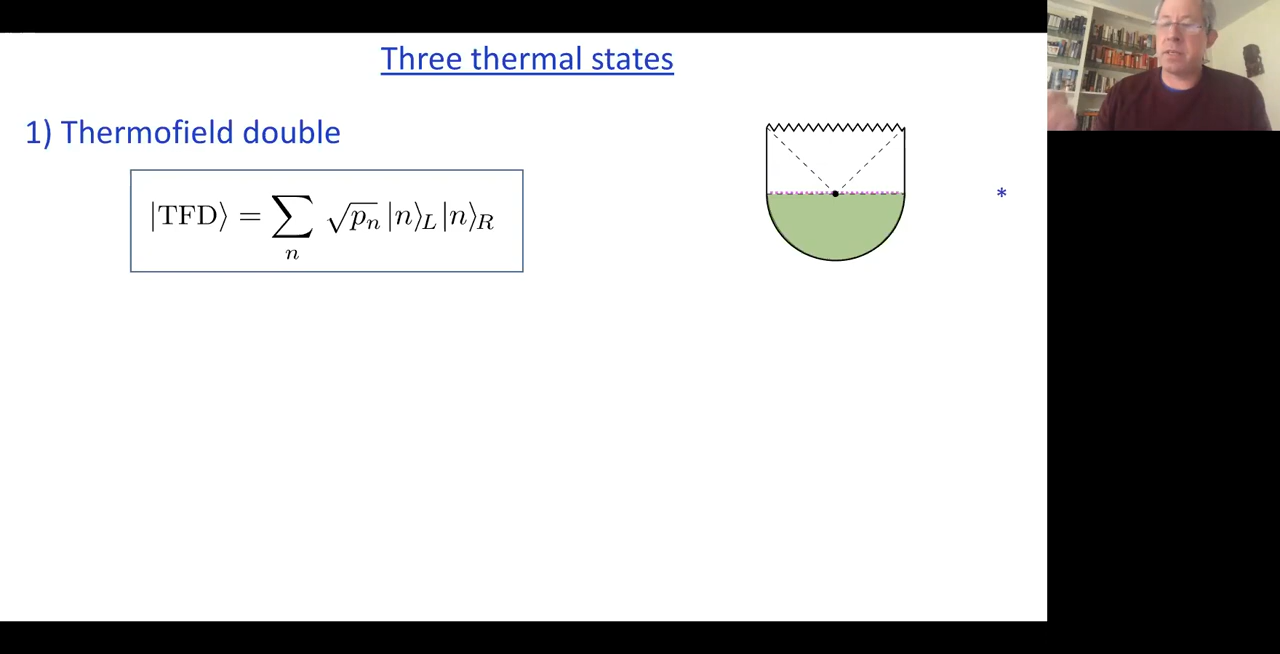 Three thermal states
1) Thermofield double
|TFD⟩ = ∑ₙ √pₙ |n⟩_L |n⟩_R
*